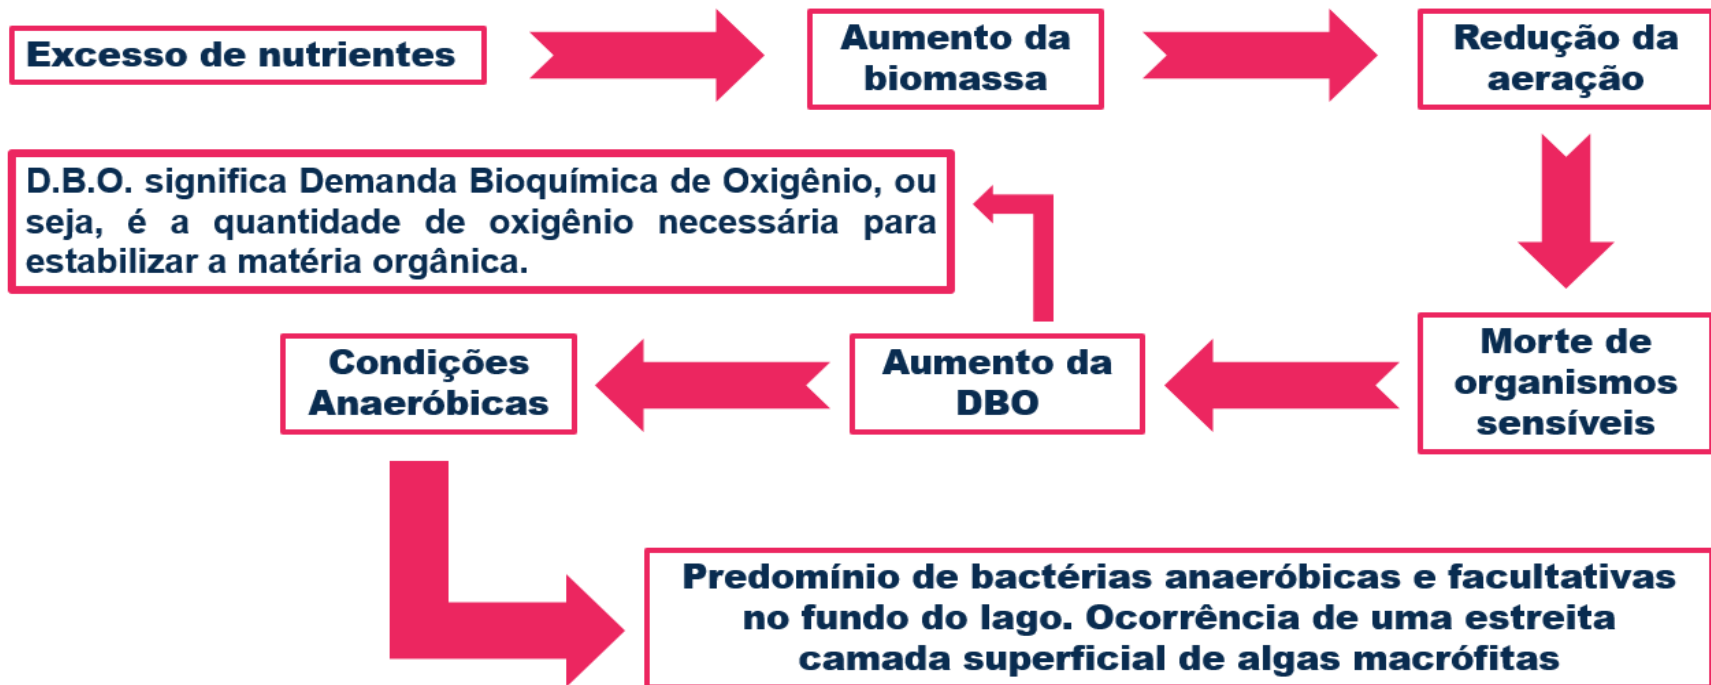 Excesso de nutrientes
Aumento da
biomassa
Redução da
aeração
D.B.O. significa Demanda Bioquímica de Oxigênio, ou
seja, é a quantidade de oxigênio necessária para
estabilizar a matéria orgânica.
Morte de
organismos
sensíveis
Aumento da
DBO
Condições
Anaeróbicas
Predomínio de bactérias anaeróbicas e facultativas
no fundo do lago. Ocorrência de uma estreita
camada superficial de algas macrófitas